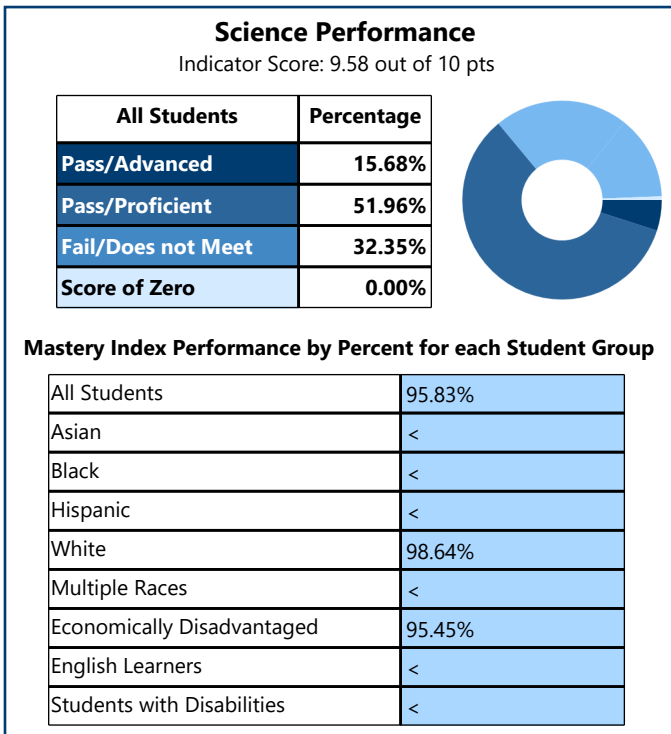 Science Performance
Indicator Score: 9.58 out of 10 pts
All Students Percentage
Pass/Advanced 15.68%
Pass/Proficient 51.96%
Fail/Does not Meet 32.35%
Score of Zero 0.00%
Mastery Index Performance by Percent for each Student Group
All Students 95.83%
Asian <
Black <
Hispanic <
White 98.64%
Multiple Races <
Economically Disadvantaged 95.45%
English Learners <
Students with Disabilities <